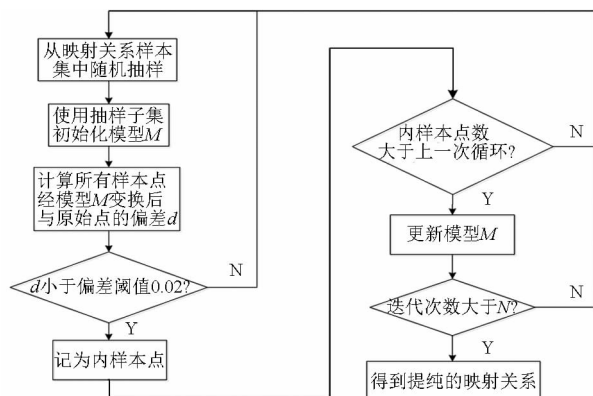 从映射关系样本
集中随机抽样
使用抽样子集
初始化模型M
计算所有样本点
经模型M变换后
与原始点的偏差d
d小于偏差阈值0.02?
N
Y
记为内样本点
内样本点数
大于上一次循环?
N
Y
更新模型M
迭代次数大于N?
N
Y
得到提纯的映射关系